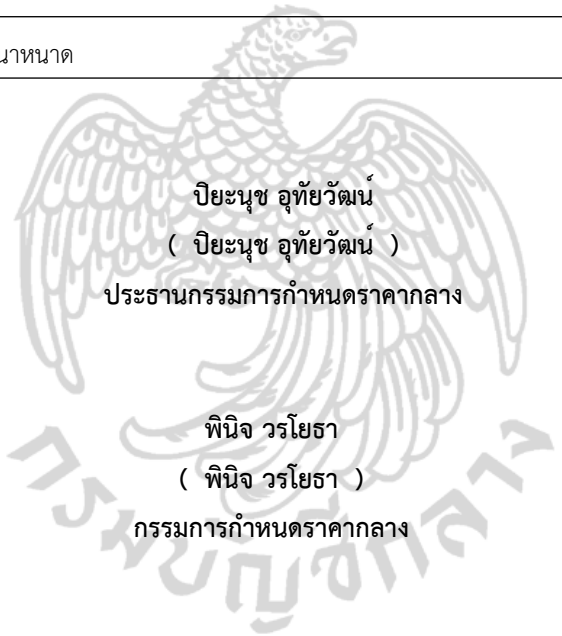 นาหนาด
ปิยะนุช อุทัยวัฒน์
( ปิยะนุช อุทัยวัฒน์ )
ประธานกรรมการกำหนดราคากลาง
พินิจ วรโยธา
( พินิจ วรโยธา )
กรรมการกำหนดราคากลาง
กรมบัญชีกลาง